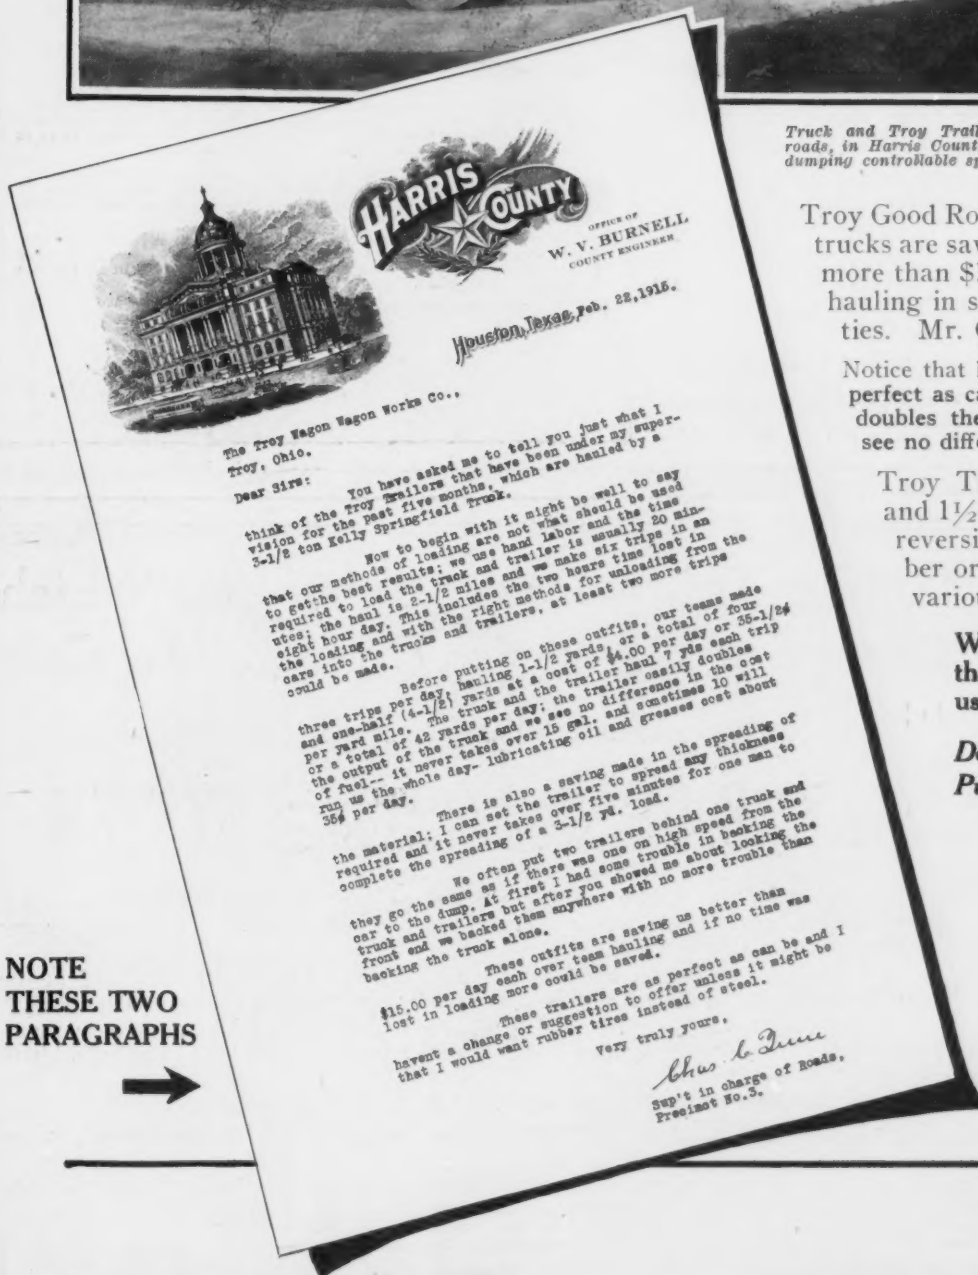 Truck and Troy Trail
roads, in Harris Count
dumping controllable sp
HARRIS
COUNTY
OFFICE OF
W. V. BURNELL
COUNTY ENGINEER
Houston, Texas, Feb. 22,1915.
The Troy Wagon Wagon Works Co.,
Troy, Ohio.
Dear Sirs:
You have asked me to tell you just what I
think of the Troy Trailers that have been under my super-
vision for the past five months, which are hauled by a
3-1/2 ton Kelly Springfield Truck.
Now to begin with it might be well to say
that our methods of loading are not what should be used
to getthe best results; we use hand labor and the time
required to load the truck and trailer is usually 20 min-
utes; the haul is 2-1/2 miles and we make six trips in an
eight hour day. This includes the two hours time lost in
the loading and with the right methods for unloading from the
cars into the trucks and trailers, at least two more trips
could be made.
Before putting on these outfits, our teams made
three trips per day, hauling 1-1/2 yards, or a total of four
and one-half (4-1/2) yards at a cost of $4.00 per day or 35-1/2¢
per yard mile. The truck and the trailer haul 7 yds each trip
or a total of 42 yards per day; the trailer easily doubles
the output of the truck and we see no difference in the cost
of fuel-- it never takes over 15 gal. and sometimes 10 will
run us the whole day- lubricating oil and greases cost about
35¢ per day.
There is also a saving made in the spreading of
the material; I can set the trailer to spread any thickness
required and it never takes over five minutes for one man to
complete the spreading of a 3-1/2 yd. load.
We often put two trailers behind one truck and
they go the same as if there was one on high speed from the
car to the dump. At first I had some trouble in backing the
truck and trailers but after you showed me about locking the
front end we backed them anywhere with no more trouble than
backing the truck alone.
These outfits are saving us better than
$15.00 per day each over team hauling and if no time was
lost in loading more could be saved.
These trailers are as perfect as can be and I
havent a change or suggestion to offer unless it might be
that I would want rubber tires instead of steel.
Very truly yours,
Chas C
Sup't in charge of Roads,
Precinct No.3.
NOTE
THESE TWO
PARAGRAPHS
Troy Good Ro
trucks are sav
more than $
hauling in s
ties. Mr. C
Notice that
perfect as ca
doubles the
see no diffe
Troy T
and 1½
reversi
ber or
variou
W
th
us
D
P